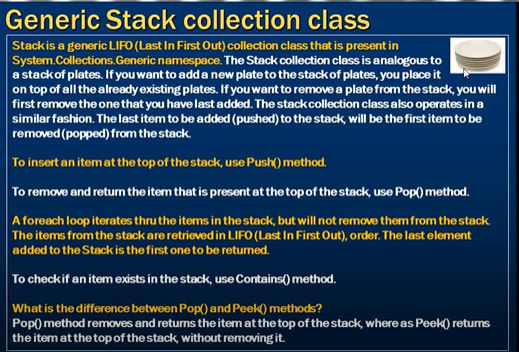 Generic Stack collection class
Stack is a generic LIFO (Last In First Out) collection class that is present in
System.Collections.Generic namespace. The Stack collection class is analogous to
a stack of plates. If you want to add a new plate to the stack of plates, you place it
on top of all the already existing plates. If you want to remove a plate from the stack, you will
first remove the one that you have last added. The stack collection class also operates in a
similar fashion. The last item to be added (pushed) to the stack, will be the first item to be
removed (popped) from the stack.
To insert an item at the top of the stack, use Push() method.
To remove and return the item that is present at the top of the stack, use Pop() method.
A foreach loop iterates thru the items in the stack, but will not remove them from the stack.
The items from the stack are retrieved in LIFO (Last In First Out), order. The last element
added to the Stack is the first one to be returned.
To check if an item exists in the stack, use Contains() method.
What is the difference between Pop() and Peek() methods?
Pop() method removes and returns the item at the top of the stack, where as Peek() returns
the item at the top of the stack, without removing it.